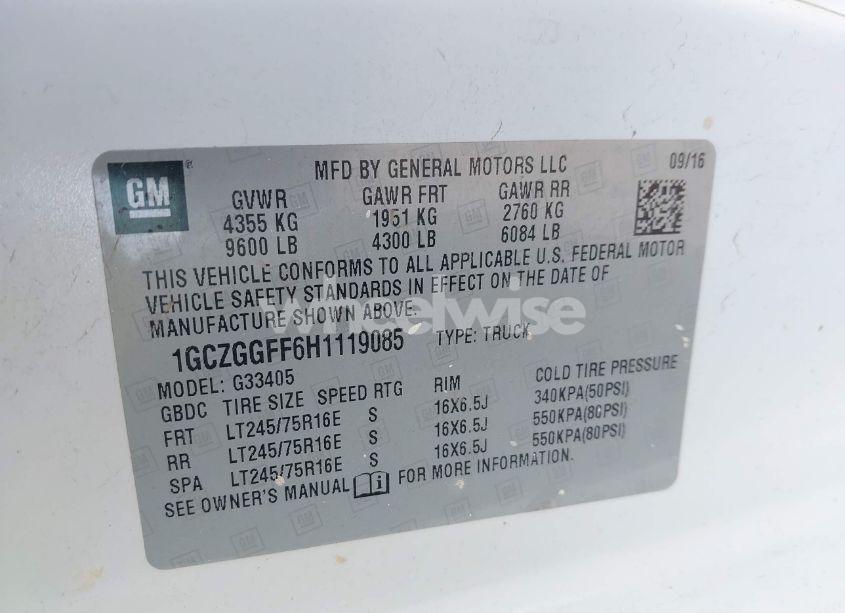 GM
MFD BY GENERAL MOTORS LLC 09/16
GVWR GAWR FRT GAWR RR
4355 KG 1951 KG 2760 KG
9600 LB 4300 LB 6084 LB
THIS VEHICLE CONFORMS TO ALL APPLICABLE U.S. FEDERAL MOTOR
VEHICLE SAFETY STANDARDS IN EFFECT ON THE DATE OF
MANUFACTURE SHOWN ABOVE.
wheelwise
1GCZGGFF6H1119085 TYPE: TRUCK
MODEL: G33405
GBDC TIRE SIZE SPEED RTG RIM COLD TIRE PRESSURE
FRT LT245/75R16E S 16X6.5J 340KPA(50PSI)
RR LT245/75R16E S 16X6.5J 550KPA(80PSI)
SPA LT245/75R16E S 16X6.5J 550KPA(80PSI)
SEE OWNER'S MANUAL FOR MORE INFORMATION.